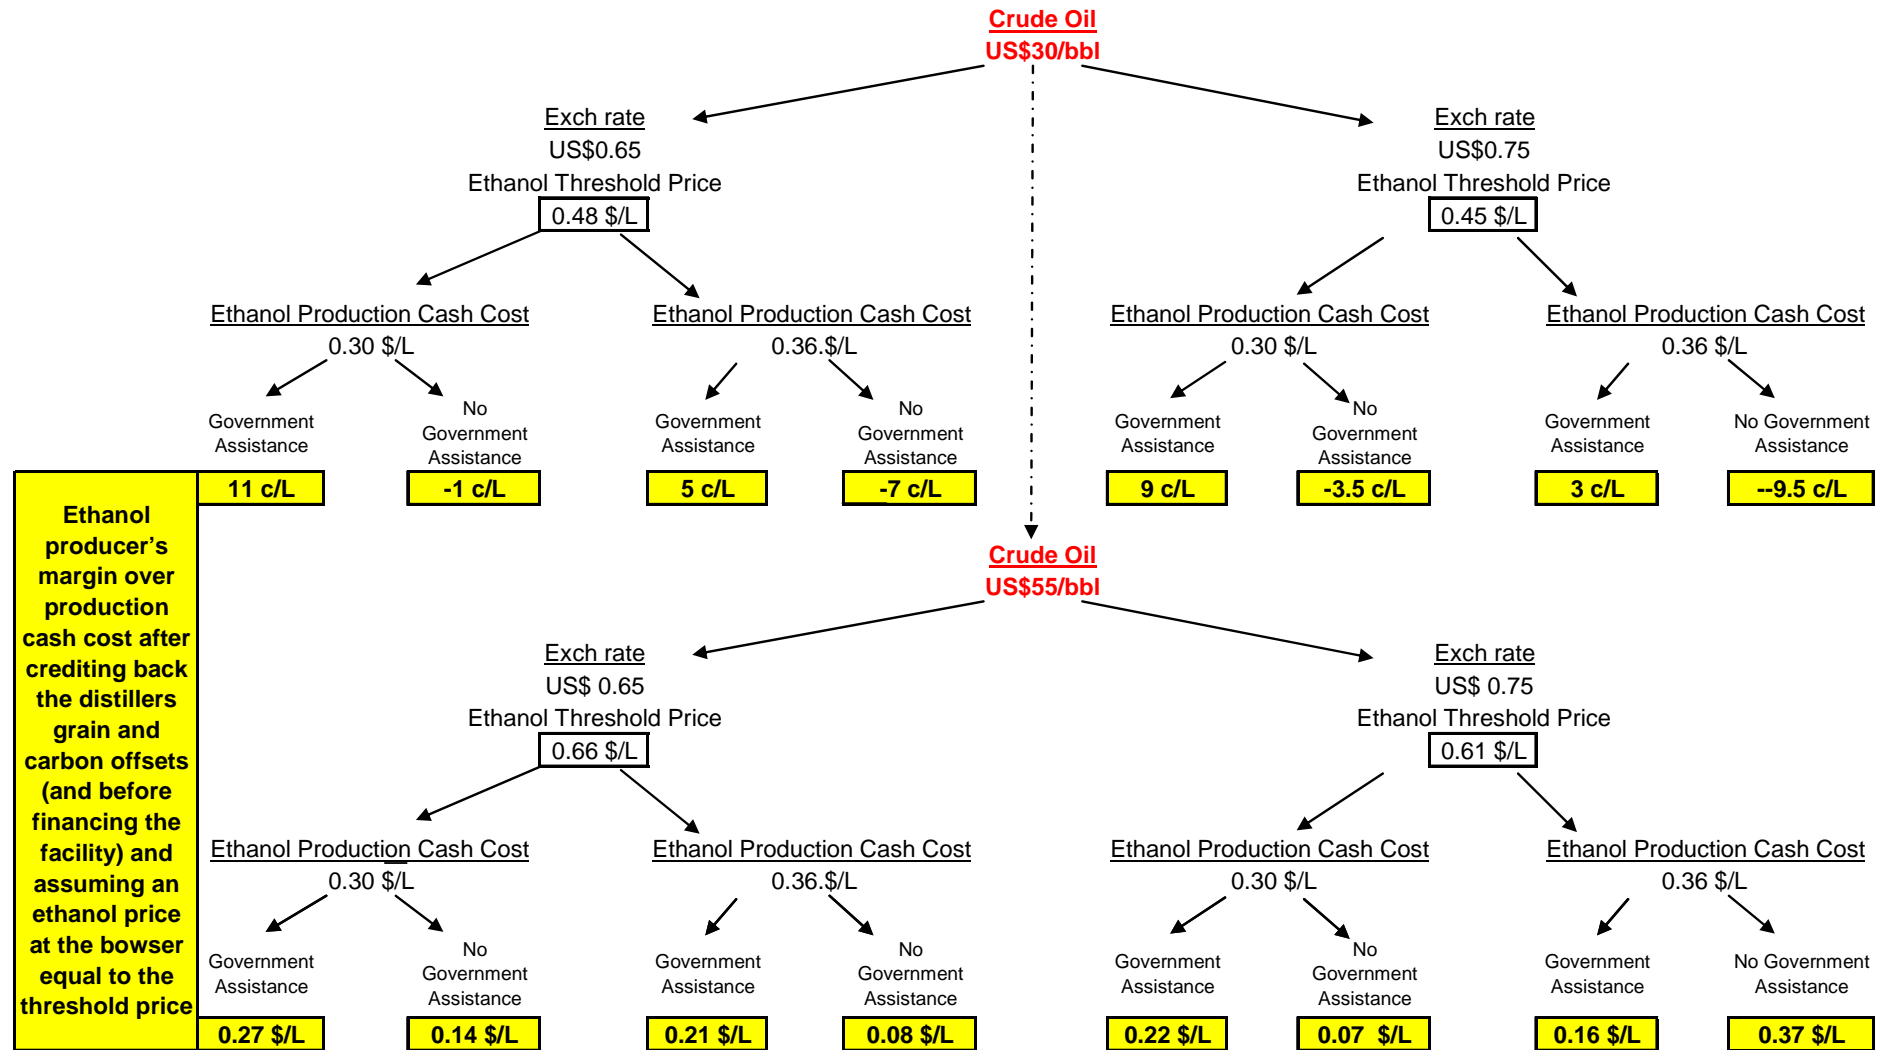 Crude Oil
US$30/bbl
Exch rate
US$0.65
Ethanol Threshold Price
0.48 $/L
Exch rate
US$0.75
Ethanol Threshold Price
0.45 $/L
Ethanol Production Cash Cost
0.30 $/L
Ethanol Production Cash Cost
0.36.$/L
Ethanol Production Cash Cost
0.30 $/L
Ethanol Production Cash Cost
0.36 $/L
Government
Assistance
No
Government
Assistance
Government
Assistance
No
Government
Assistance
Government
Assistance
No
Government
Assistance
Government
Assistance
No Government
Assistance
11 c/L
-1 c/L
5 c/L
-7 c/L
9 c/L
-3.5 c/L
3 c/L
--9.5 c/L
Ethanol
producer’s
margin over
production
cash cost after
crediting back
the distillers
grain and
carbon offsets
(and before
financing the
facility) and
assuming an
ethanol price
at the bowser
equal to the
threshold price
Crude Oil
US$55/bbl
Exch rate
US$ 0.65
Ethanol Threshold Price
0.66 $/L
Exch rate
US$ 0.75
Ethanol Threshold Price
0.61 $/L
Ethanol Production Cash Cost
0.30 $/L
Ethanol Production Cash Cost
0.36.$/L
Ethanol Production Cash Cost
0.30 $/L
Ethanol Production Cash Cost
0.36 $/L
Government
Assistance
No
Government
Assistance
Government
Assistance
No
Government
Assistance
Government
Assistance
No
Government
Assistance
Government
Assistance
No Government
Assistance
0.27 $/L
0.14 $/L
0.21 $/L
0.08 $/L
0.22 $/L
0.07 $/L
0.16 $/L
0.37 $/L